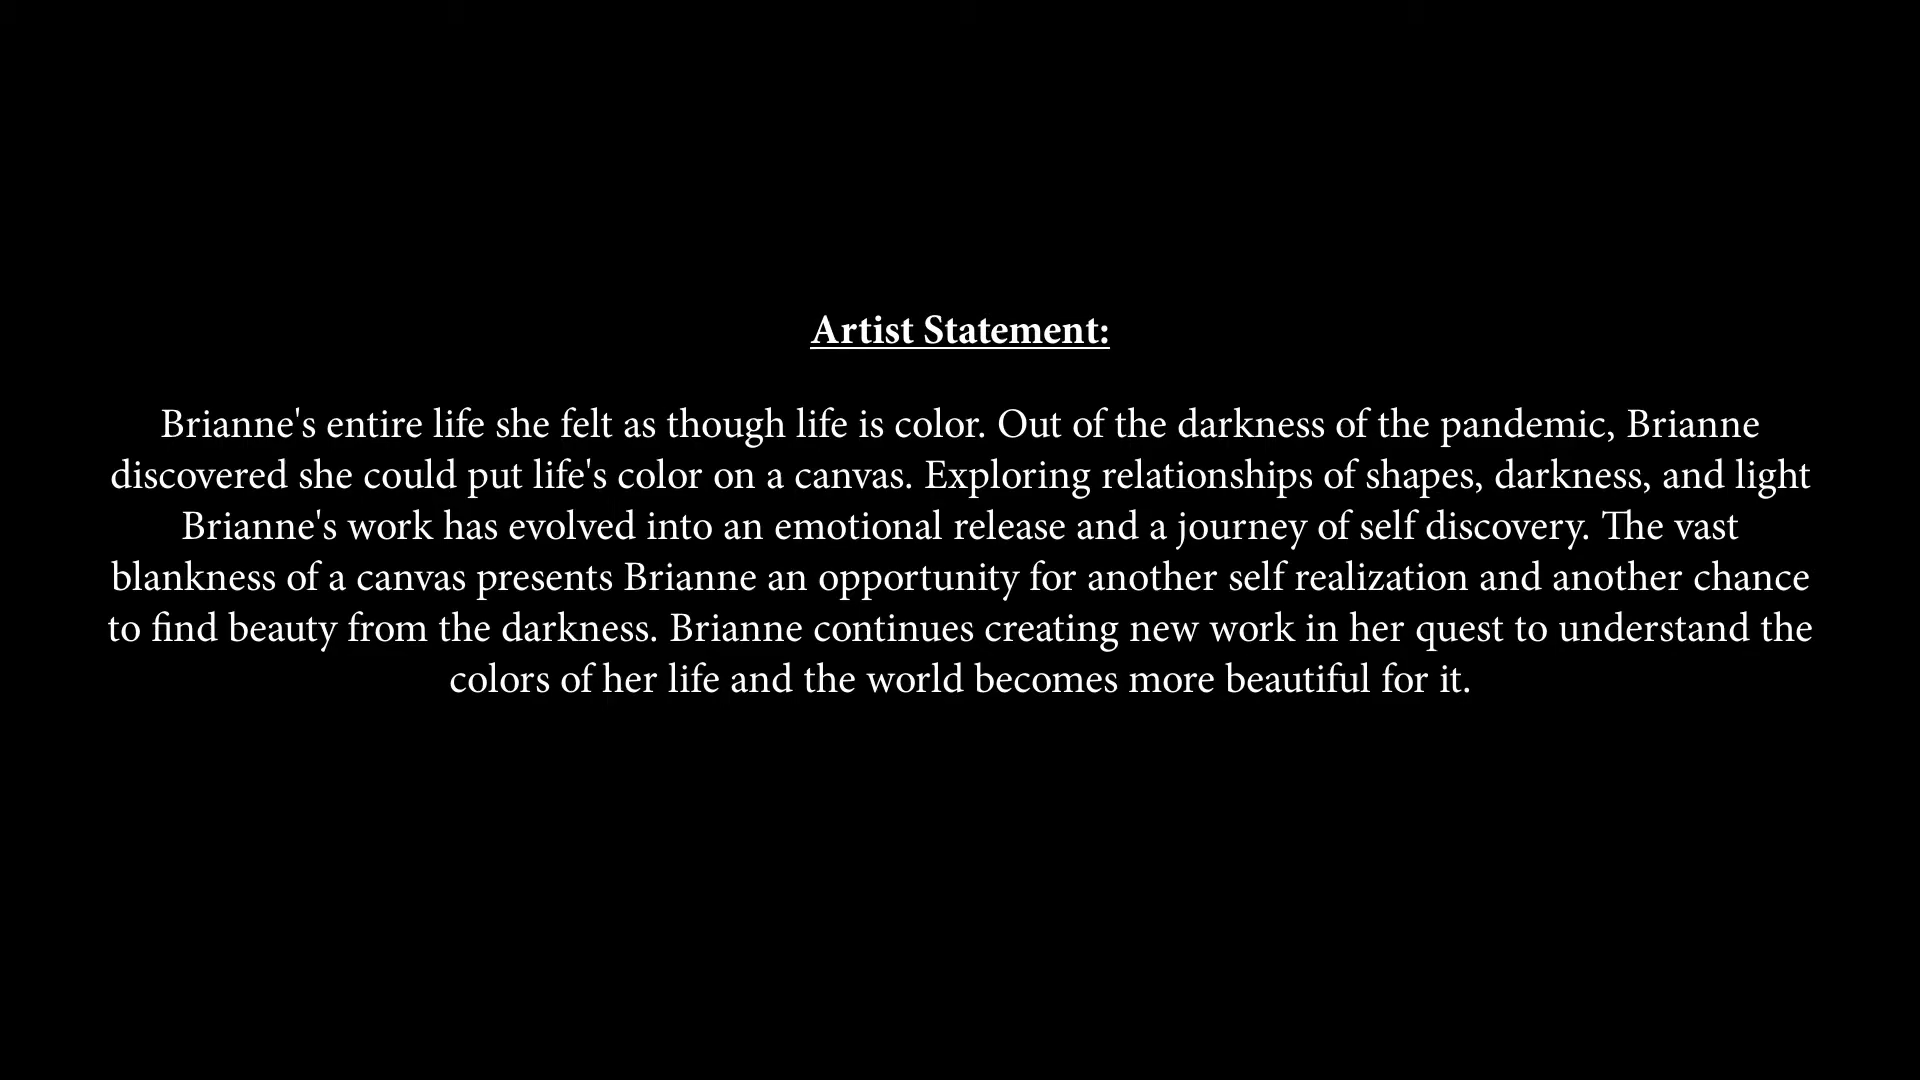 Artist Statement:
Brianne's entire life she felt as though life is color. Out of the darkness of the pandemic, Brianne
discovered she could put life's color on a canvas. Exploring relationships of shapes, darkness, and light
Brianne's work has evolved into an emotional release and a journey of self discovery. The vast
blankness of a canvas presents Brianne an opportunity for another self realization and another chance
to find beauty from the darkness. Brianne continues creating new work in her quest to understand the
colors of her life and the world becomes more beautiful for it.